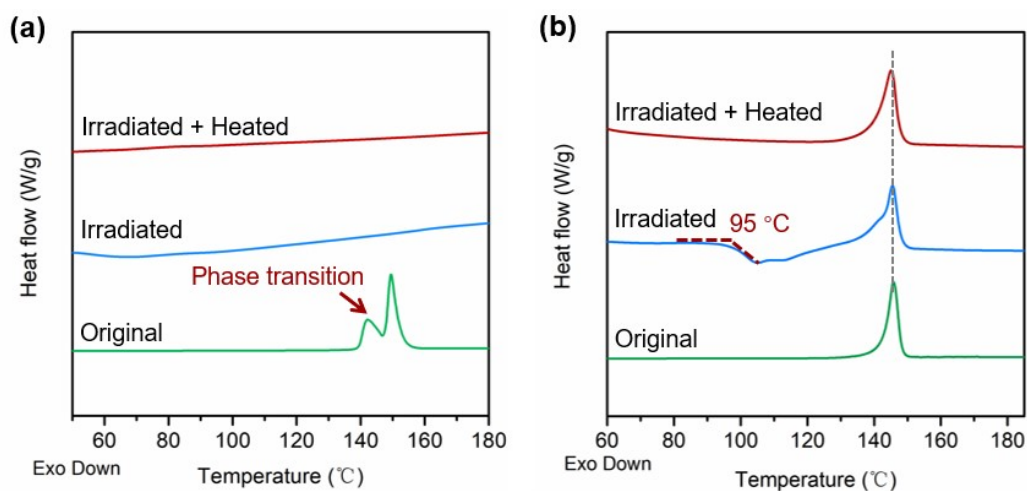 (a)
Heat flow (W/g)
Irradiated + Heated
Irradiated
Phase transition
Original
60 80 100 120 140 160 180
Exo Down
Temperature (℃)
(b)
Heat flow (W/g)
Irradiated + Heated
Irradiated
95 °C
Original
60 80 100 120 140 160 180
Exo Down
Temperature (℃)